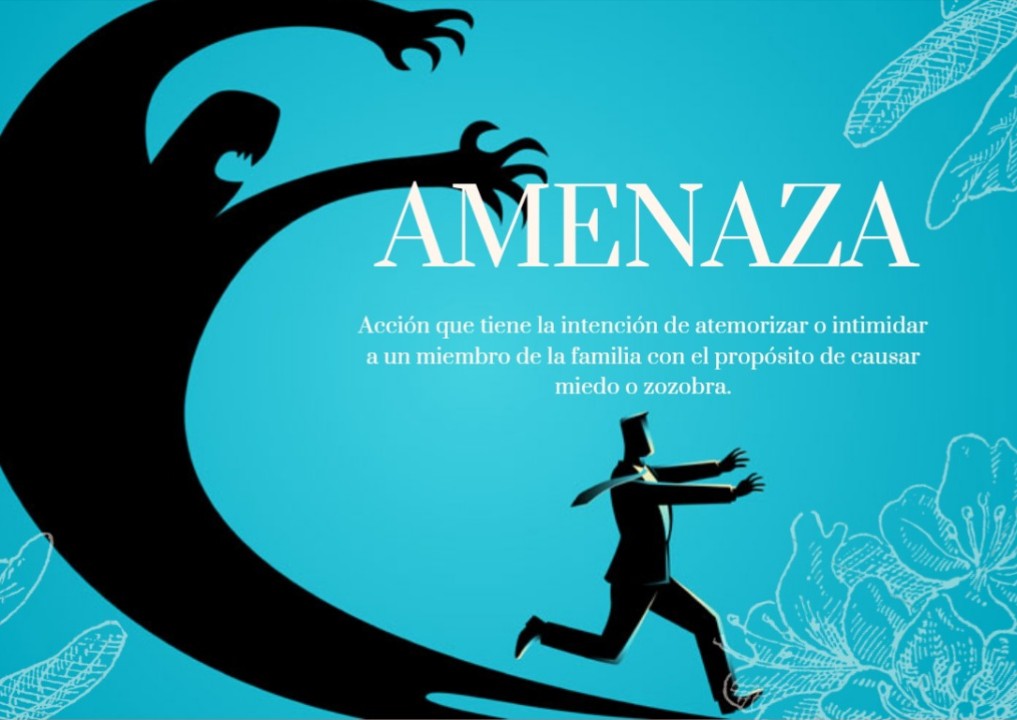 AMENAZA
Acción que tiene la intención de atemorizar o intimidar
a un miembro de la familia con el propósito de causar
miedo o zozobra.